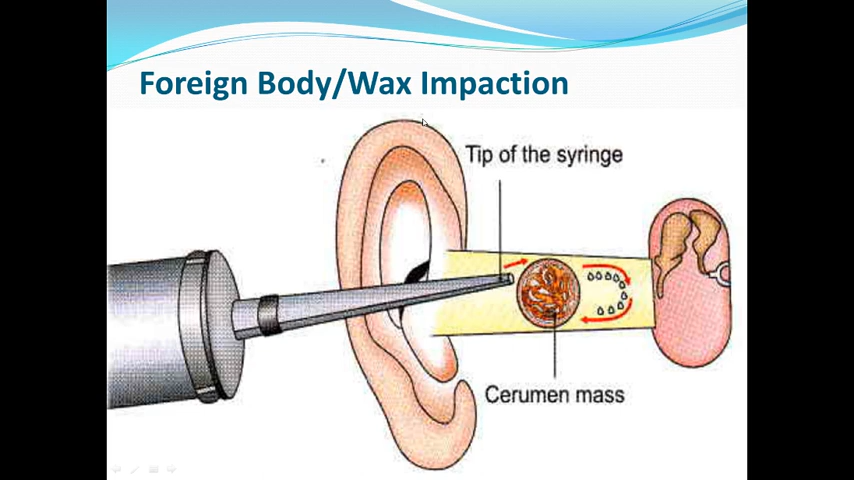 Foreign Body/Wax Impaction
Tip of the syringe
Cerumen mass